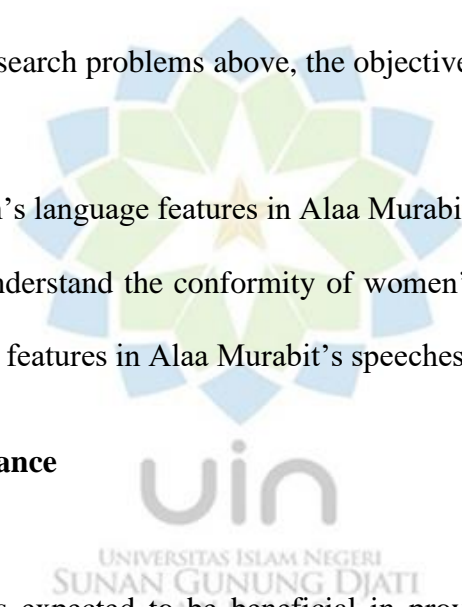 search problems above, the objective
's language features in Alaa Murabi
nderstand the conformity of women'
features in Alaa Murabit's speeches
ance
uin
UNIVERSITAS ISLAM NEGERI
SUNAN GUNUNG DJATI
expected to be beneficial in